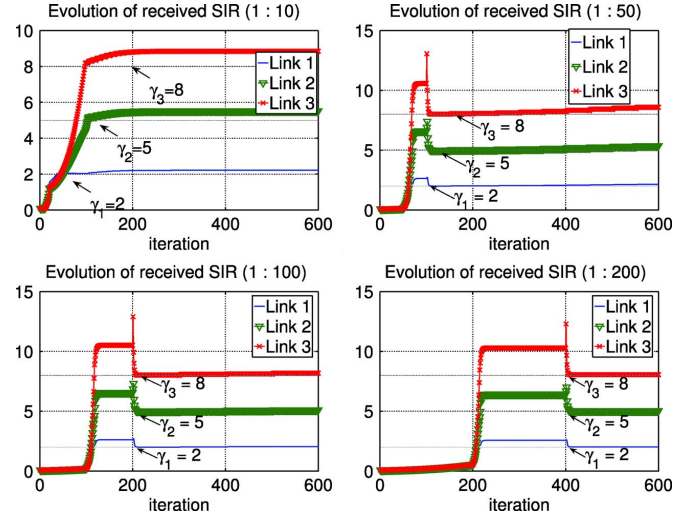 Evolution of received SIR (1 : 10)
10
8
6
4
2
0
0
200
400
600
iteration
Link 1
Link 2
Link 3
γ3=8
γ2=5
γ1=2
Evolution of received SIR (1 : 50)
15
10
5
0
0
200
400
600
iteration
Link 1
Link 2
Link 3
γ3 = 8
γ2 = 5
γ1 = 2
Evolution of received SIR (1 : 100)
15
10
5
0
0
200
400
600
iteration
Link 1
Link 2
Link 3
γ3 = 8
γ2 = 5
γ1 = 2
Evolution of received SIR (1 : 200)
15
10
5
0
0
200
400
600
iteration
Link 1
Link 2
Link 3
γ3 = 8
γ2 = 5
γ1 = 2